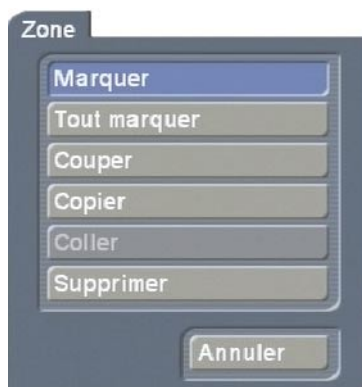 Zone
Marquer
Tout marquer
Couper
Copier
Coller
Supprimer
Annuler